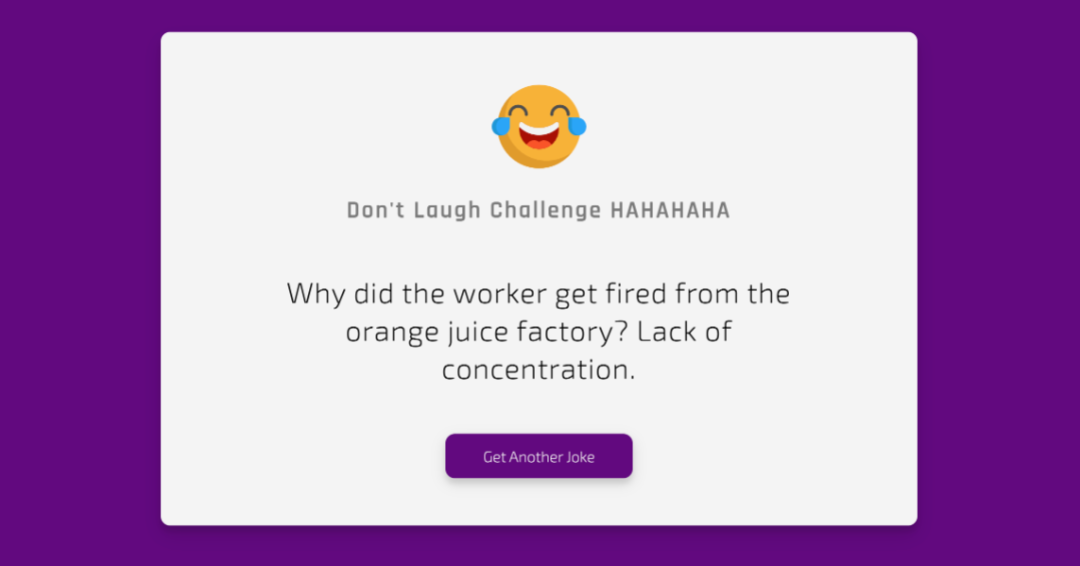 Don't Laugh Challenge HAHAHAHA
Why did the worker get fired from the
orange juice factory? Lack of
concentration.
Get Another Joke